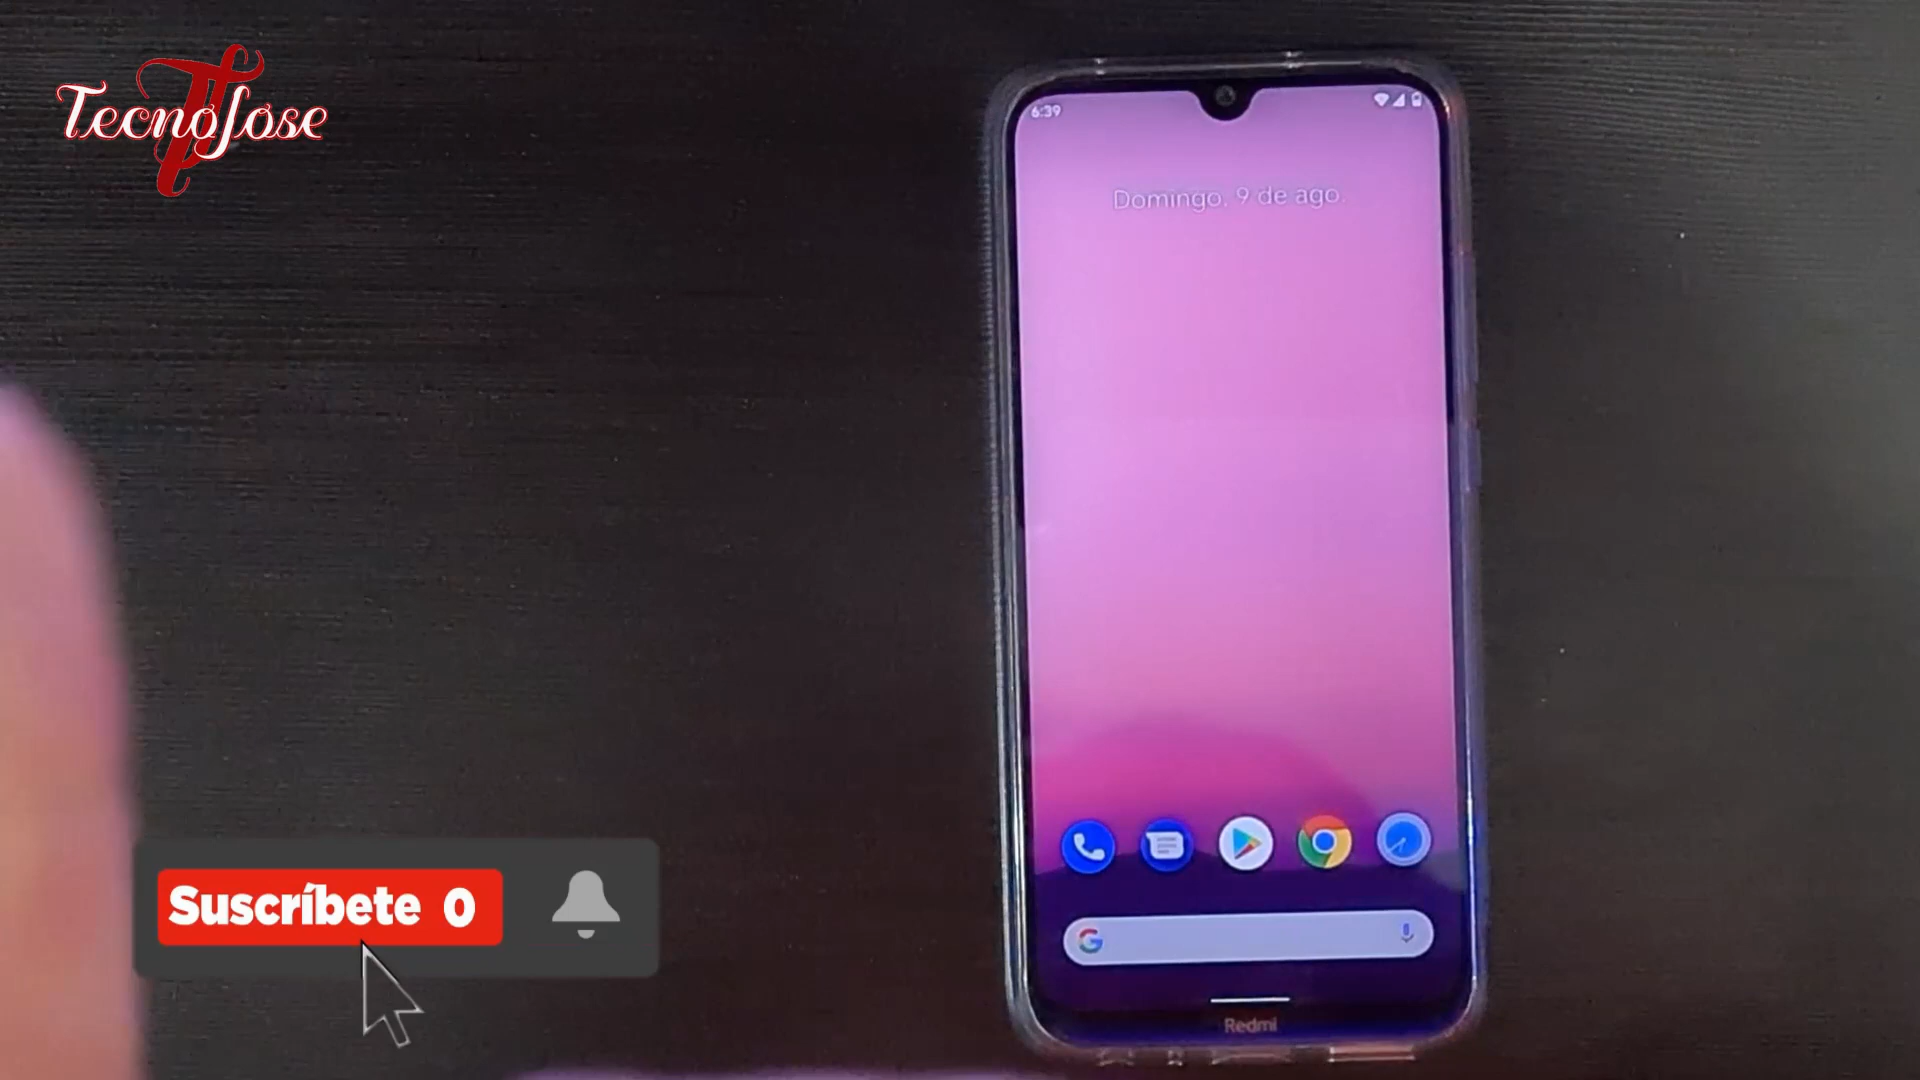 TecnoJose
6:39
Domingo, 9 de ago.
Suscríbete 0
Redmi